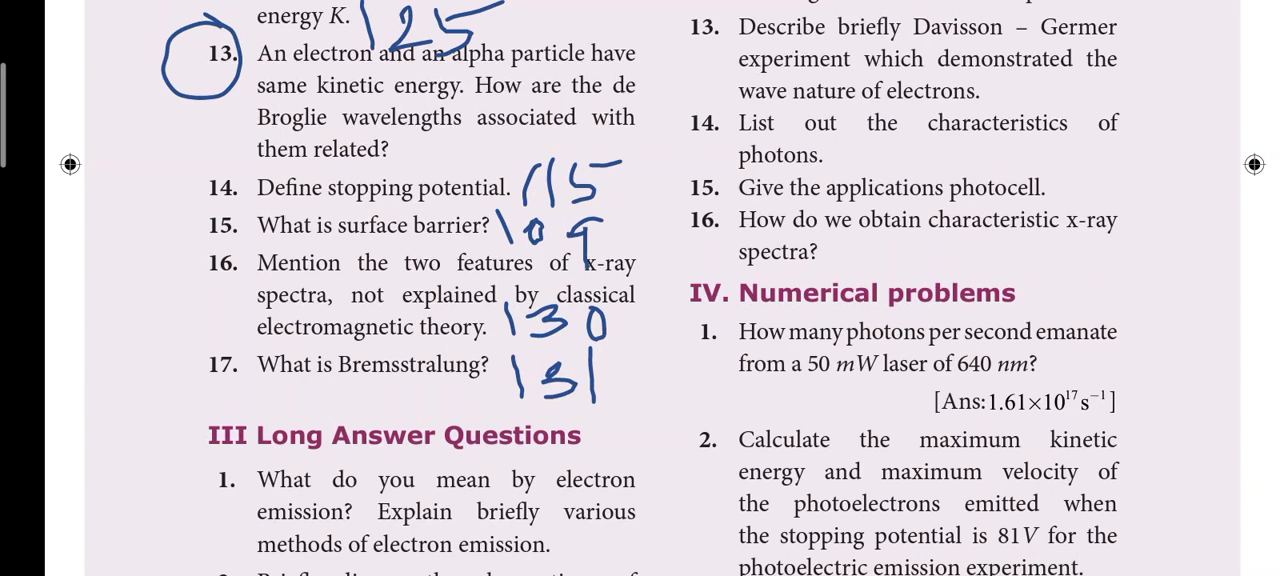 energy K. 125
13. An electron and an alpha particle have
same kinetic energy. How are the de
Broglie wavelengths associated with
them related?
14. Define stopping potential. 115
15. What is surface barrier? 109
16. Mention the two features of x-ray
spectra, not explained by classical
electromagnetic theory. 130
17. What is Bremsstralung? 131
III Long Answer Questions
1. What do you mean by electron
emission? Explain briefly various
methods of electron emission.
13. Describe briefly Davisson – Germer
experiment which demonstrated the
wave nature of electrons.
14. List out the characteristics of
photons.
15. Give the applications photocell.
16. How do we obtain characteristic x-ray
spectra?
IV. Numerical problems
1. How many photons per second emanate
from a 50 mW laser of 640 nm?
[Ans:1.61×10¹⁷s⁻¹]
2. Calculate the maximum kinetic
energy and maximum velocity of
the photoelectrons emitted when
the stopping potential is 81V for the
photoelectric emission experiment.